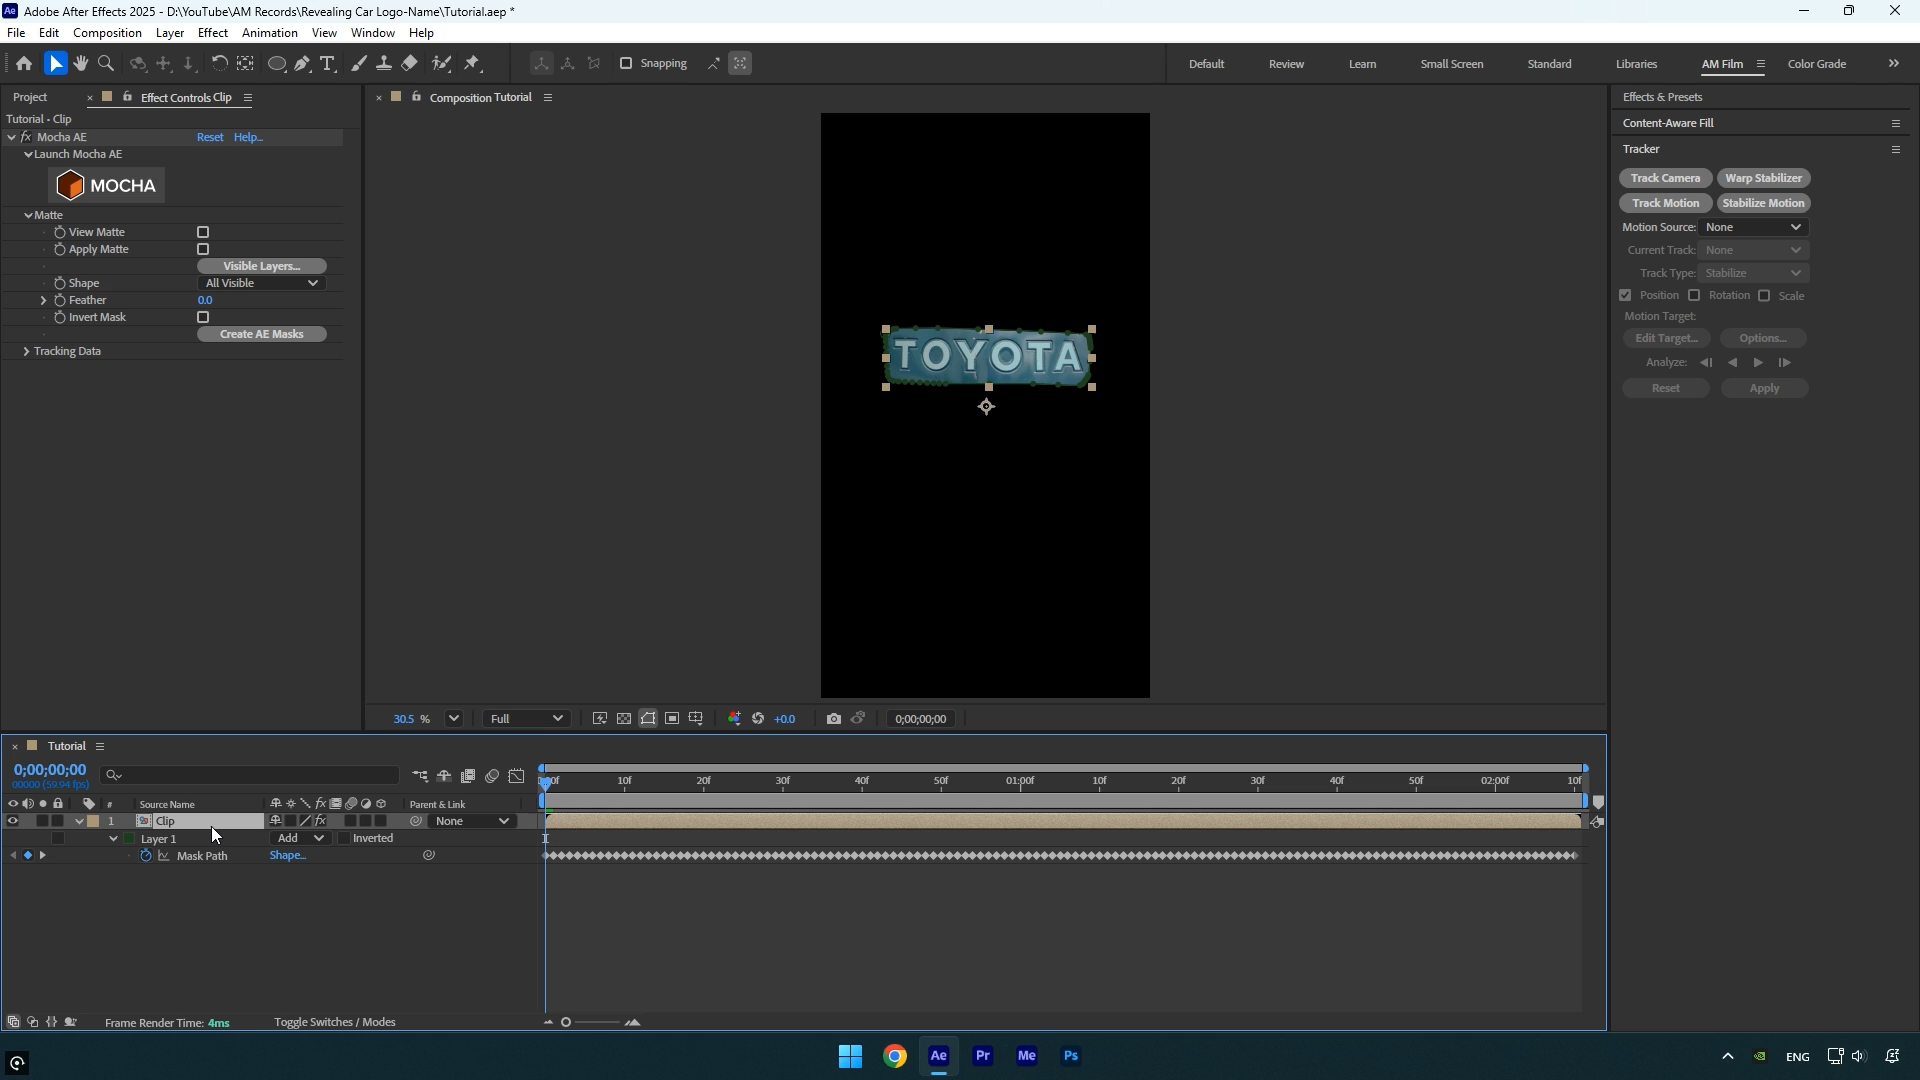 Adobe After Effects 2025 - D:\YouTube\AM Records\Revealing Car Logo-Name\Tutorial.aep *
File Edit Composition Layer Effect Animation View Window Help
Snapping Default Review Learn Small Screen Standard Libraries AM Film Color Grade
Project Effect Controls Clip
Tutorial • Clip
fx Mocha AE Reset Help...
Launch Mocha AE
MOCHA
Matte
View Matte
Apply Matte
Visible Layers...
Shape All Visible
Feather 0.0
Invert Mask
Create AE Masks
Tracking Data
Composition Tutorial
TOYOTA
30.5 % Full +0.0 0;00;00;00
Effects & Presets
Content-Aware Fill
Tracker
Track Camera Warp Stabilizer
Track Motion Stabilize Motion
Motion Source: None
Current Track: None
Track Type: Stabilize
Position Rotation Scale
Motion Target:
Edit Target... Options...
Analyze:
Reset Apply
Tutorial
0;00;00;00
00000 (59.94 fps)
10f 20f 30f 40f 50f 01:00f 10f 20f 30f 40f 50f 02:00f 10f
# Source Name fx Parent & Link
1 Clip fx None
Layer 1 Add Inverted
Mask Path Shape...
Frame Render Time: 4ms Toggle Switches / Modes
Ae Pr Me Ps ENG